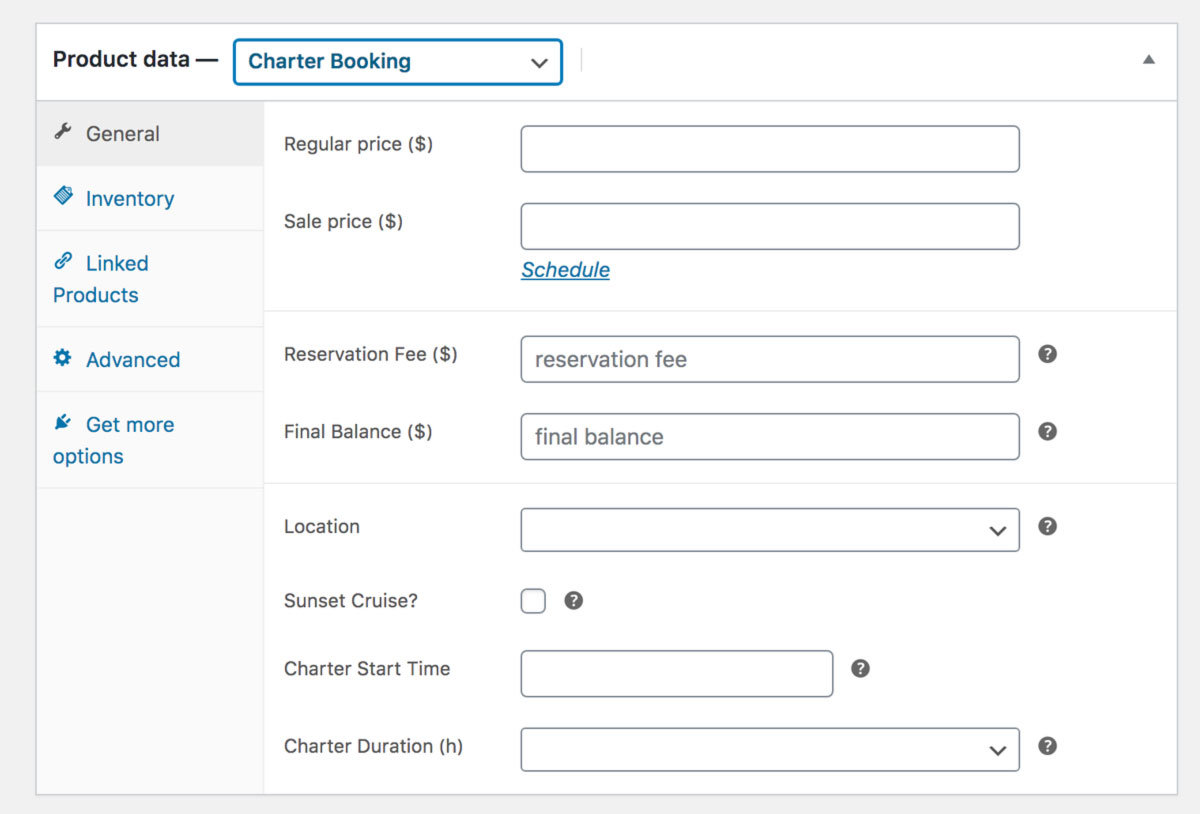 Product data — Charter Booking
General
Inventory
Linked
Products
Advanced
Get more
options
Regular price ($)
Sale price ($)
Schedule
Reservation Fee ($) reservation fee ?
Final Balance ($) final balance ?
Location ?
Sunset Cruise? ?
Charter Start Time ?
Charter Duration (h) ?